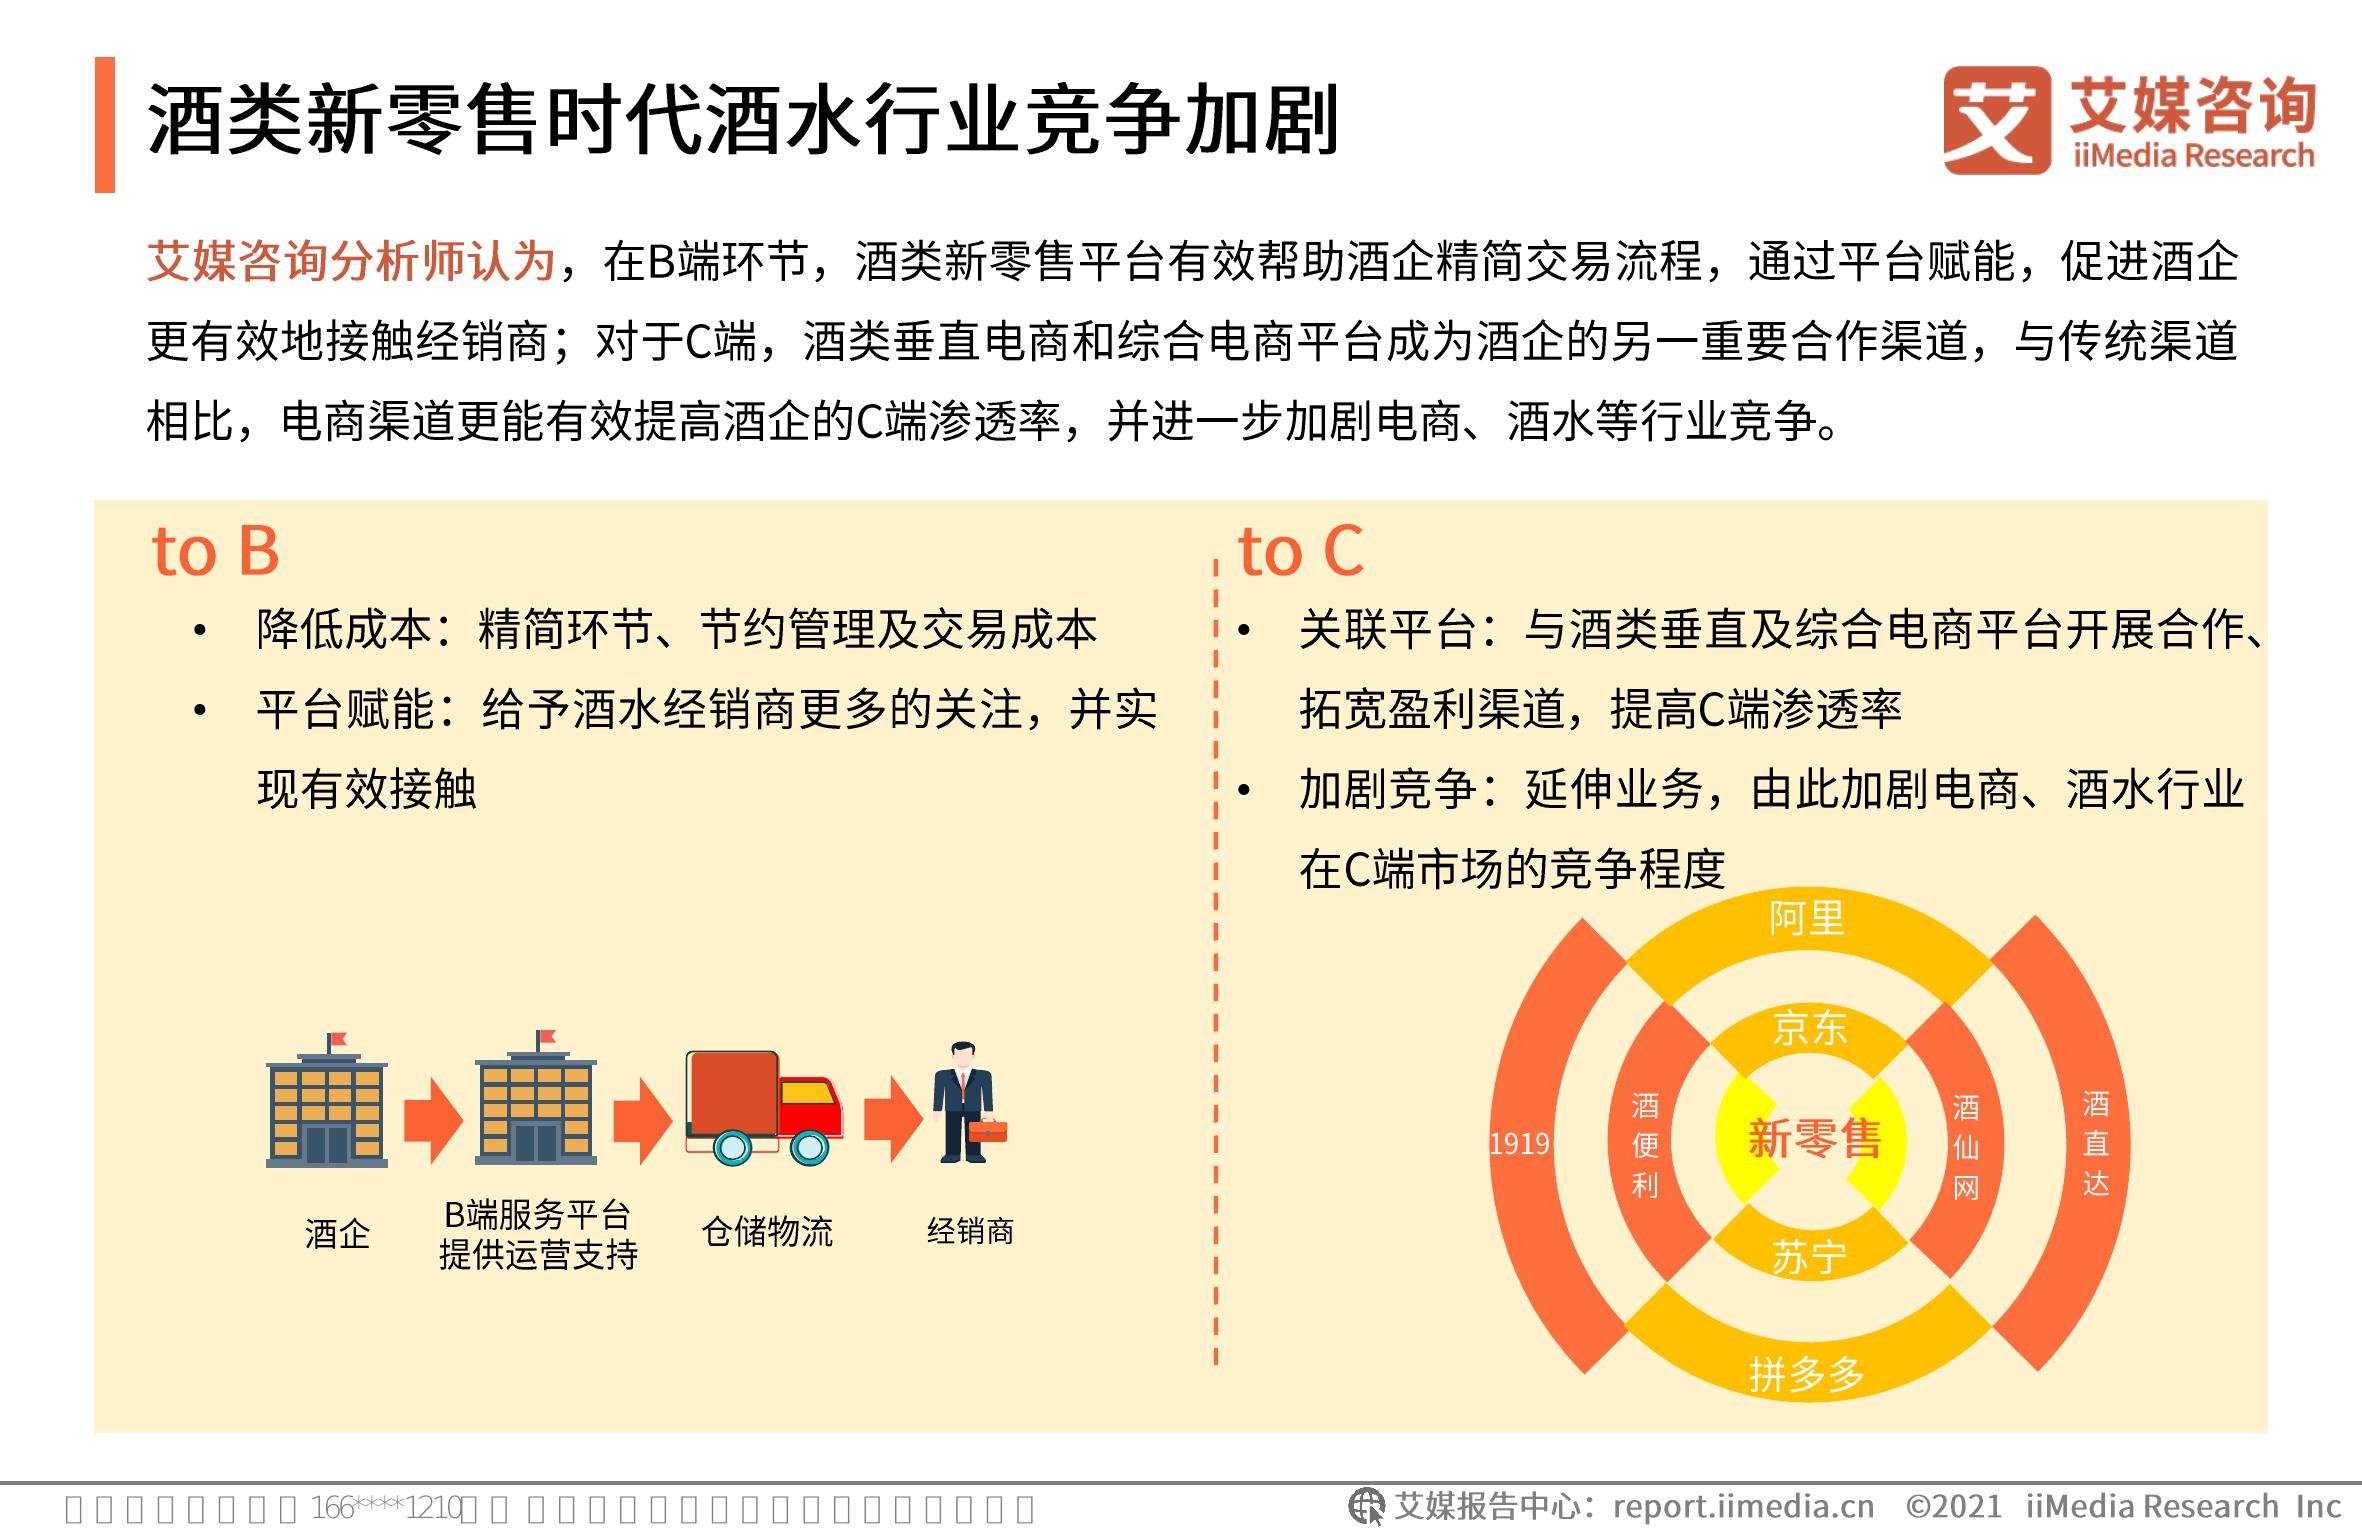 酒类新零售时代酒水行业竞争加剧
艾
艾媒咨询
iiMedia Research
艾媒咨询分析师认为，在B端环节，酒类新零售平台有效帮助酒企精简交易流程，通过平台赋能，促进酒企
更有效地接触经销商；对于C端，酒类垂直电商和综合电商平台成为酒企的另一重要合作渠道，与传统渠道
相比，电商渠道更能有效提高酒企的C端渗透率，并进一步加剧电商、酒水等行业竞争。
to B
• 降低成本：精简环节、节约管理及交易成本
• 平台赋能：给予酒水经销商更多的关注，并实
现有效接触
酒企
B端服务平台
提供运营支持
仓储物流
经销商
to C
• 关联平台：与酒类垂直及综合电商平台开展合作、
拓宽盈利渠道，提高C端渗透率
• 加剧竞争：延伸业务，由此加剧电商、酒水行业
在C端市场的竞争程度
阿里
京东
1919
酒便利
新零售
酒仙网
酒直达
苏宁
拼多多
166****1210
艾媒报告中心：report.iimedia.cn ©2021 iiMedia Research Inc